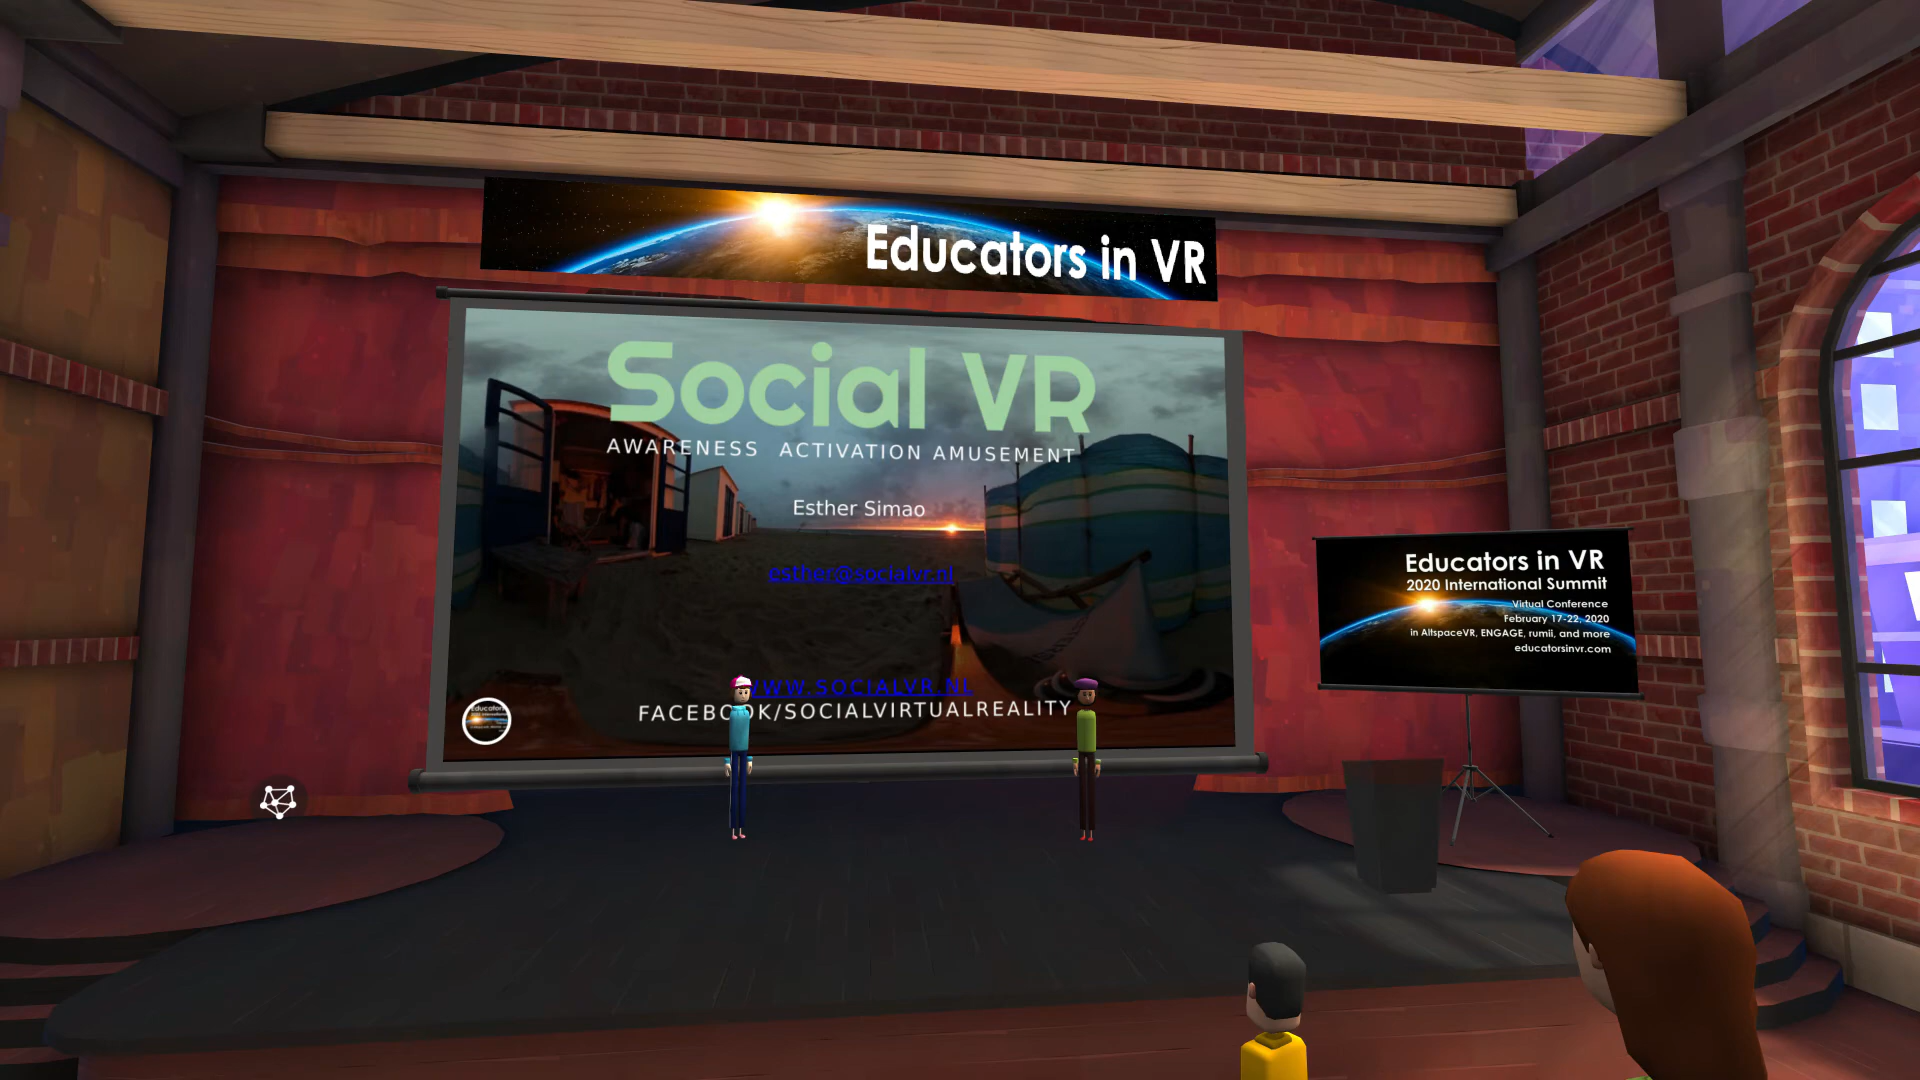 Educators in VR
Social VR
AWARENESS ACTIVATION AMUSEMENT
Esther Simao
esther@socialvr.nl
WWW.SOCIALVR.NL
FACEBOOK/SOCIALVIRTUALREALITY
Educators in VR
2020 International Summit
Virtual Conference
February 17-22, 2020
in AltspaceVR, ENGAGE, rumii, and more
educatorsinvr.com